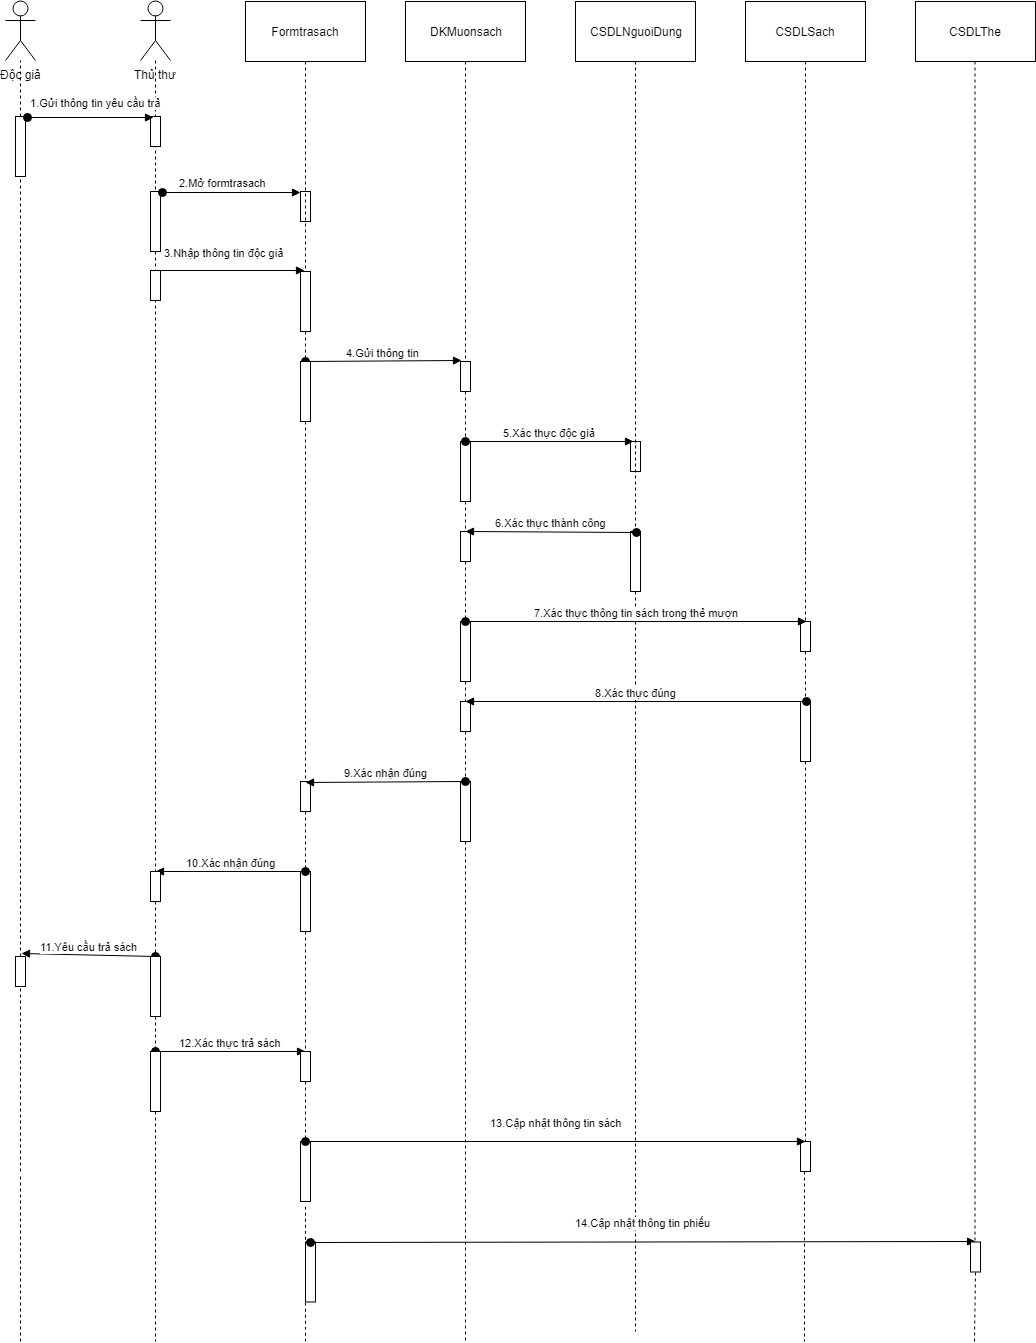 Độc giả
Thủ thư
Formtrasach
DKMuonsach
CSDLNguoiDung
CSDLSach
CSDLThe
1.Gửi thông tin yêu cầu trả
2.Mở formtrasach
3.Nhập thông tin độc giả
4.Gửi thông tin
5.Xác thực độc giả
6.Xác thực thành công
7.Xác thực thông tin sách trong thẻ mượn
8.Xác thực đúng
9.Xác nhận đúng
10.Xác nhận đúng
11.Yêu cầu trả sách
12.Xác thực trả sách
13.Cập nhật thông tin sách
14.Cập nhật thông tin phiếu